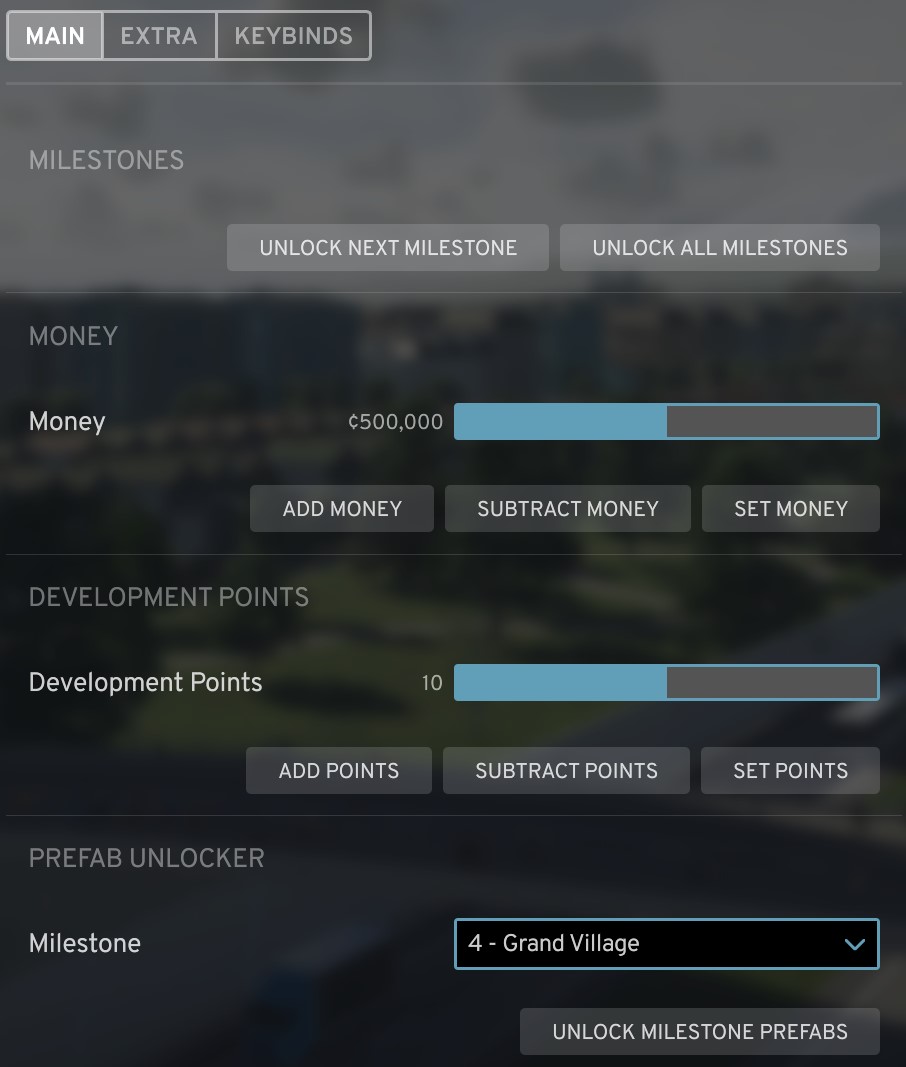 MAIN EXTRA KEYBINDS
MILESTONES
UNLOCK NEXT MILESTONE UNLOCK ALL MILESTONES
MONEY
Money ¢500,000
ADD MONEY SUBTRACT MONEY SET MONEY
DEVELOPMENT POINTS
Development Points 10
ADD POINTS SUBTRACT POINTS SET POINTS
PREFAB UNLOCKER
Milestone 4 - Grand Village
UNLOCK MILESTONE PREFABS